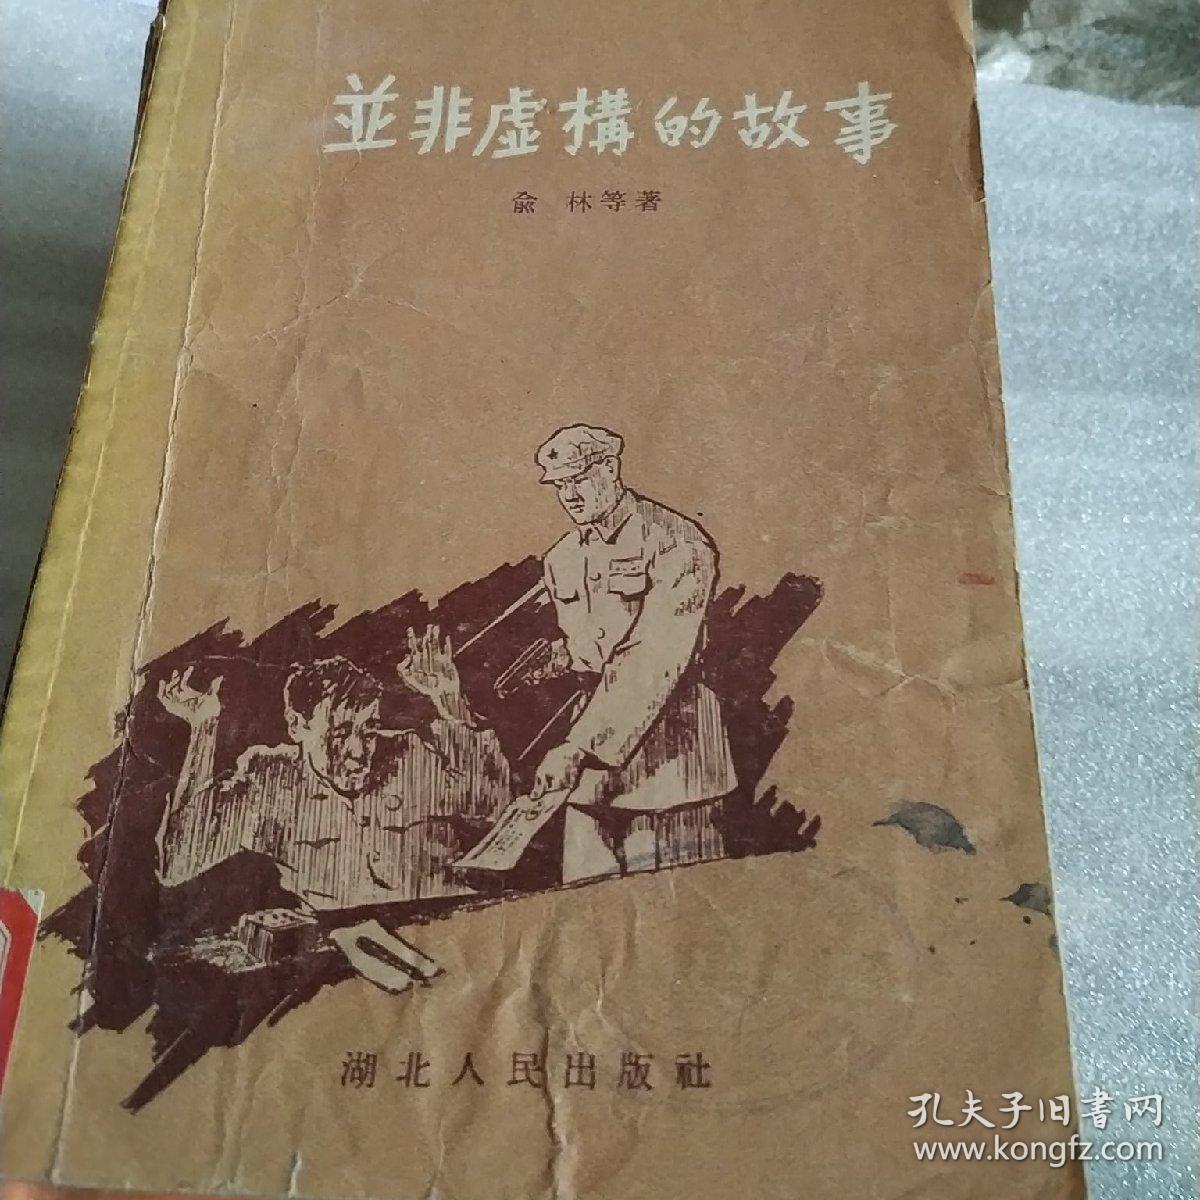 並非虛構的故事
俞 林等著
湖北人民出版社
孔夫子旧書网
www.kongfz.com